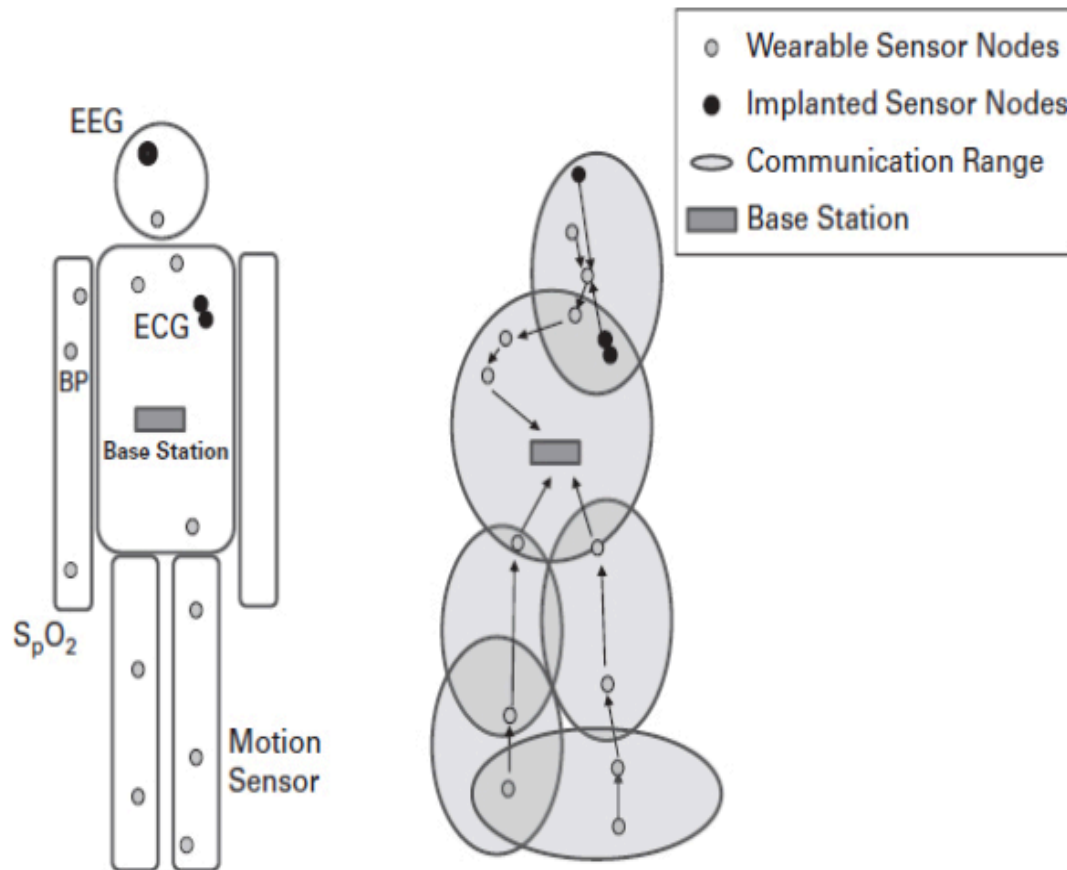 Wearable Sensor Nodes
Implanted Sensor Nodes
Communication Range
Base Station
EEG
ECG
BP
Base Station
SpO2
Motion
Sensor